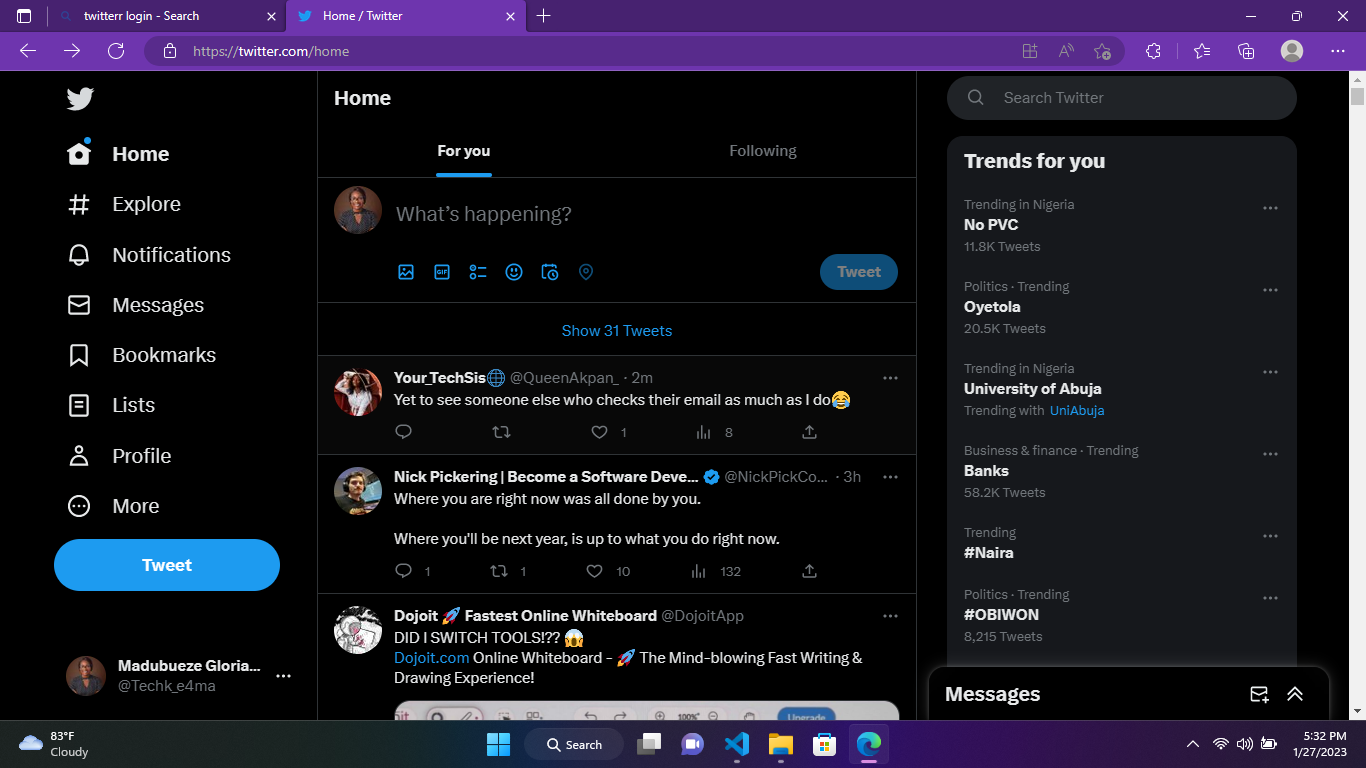 twitterr login - Search
Home / Twitter
https://twitter.com/home
Home
Explore
Notifications
Messages
Bookmarks
Lists
Profile
More
Tweet
Madubueze Gloria...
@Techk_e4ma
Home
For you
Following
What's happening?
GIF
Tweet
Show 31 Tweets
Your_TechSis🌐 @QueenAkpan_ · 2m
Yet to see someone else who checks their email as much as I do😂
1 8
Nick Pickering | Become a Software Deve... @NickPickCo... · 3h
Where you are right now was all done by you.
Where you'll be next year, is up to what you do right now.
1 1 10 132
Dojoit 🚀 Fastest Online Whiteboard @DojoitApp
DID I SWITCH TOOLS!?? 😱
Dojoit.com Online Whiteboard - 🚀 The Mind-blowing Fast Writing &
Drawing Experience!
100% Upgrade
Search Twitter
Trends for you
Trending in Nigeria
No PVC
11.8K Tweets
Politics · Trending
Oyetola
20.5K Tweets
Trending in Nigeria
University of Abuja
Trending with UniAbuja
Business & finance · Trending
Banks
58.2K Tweets
Trending
#Naira
Politics · Trending
#OBIWON
8,215 Tweets
Messages
83°F
Cloudy
Search
5:32 PM
1/27/2023